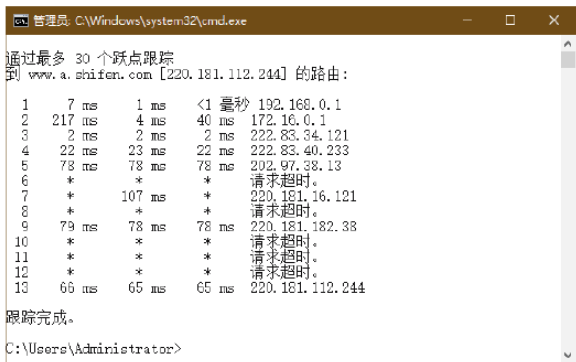 管理员: C:\Windows\system32\cmd.exe
通过最多 30 个跃点跟踪
到 www.a.shifen.com [220.181.112.244] 的路由:
1 7 ms 1 ms <1 毫秒 192.168.0.1
2 217 ms 4 ms 40 ms 172.16.0.1
3 2 ms 2 ms 2 ms 222.83.34.121
4 22 ms 23 ms 22 ms 222.83.40.233
5 78 ms 78 ms 78 ms 202.97.38.13
6 * * * 请求超时。
7 * 107 ms * 220.181.16.121
8 * * * 请求超时。
9 79 ms 78 ms 78 ms 220.181.182.38
10 * * * 请求超时。
11 * * * 请求超时。
12 * * * 请求超时。
13 66 ms 65 ms 65 ms 220.181.112.244
跟踪完成。
C:\Users\Administrator>